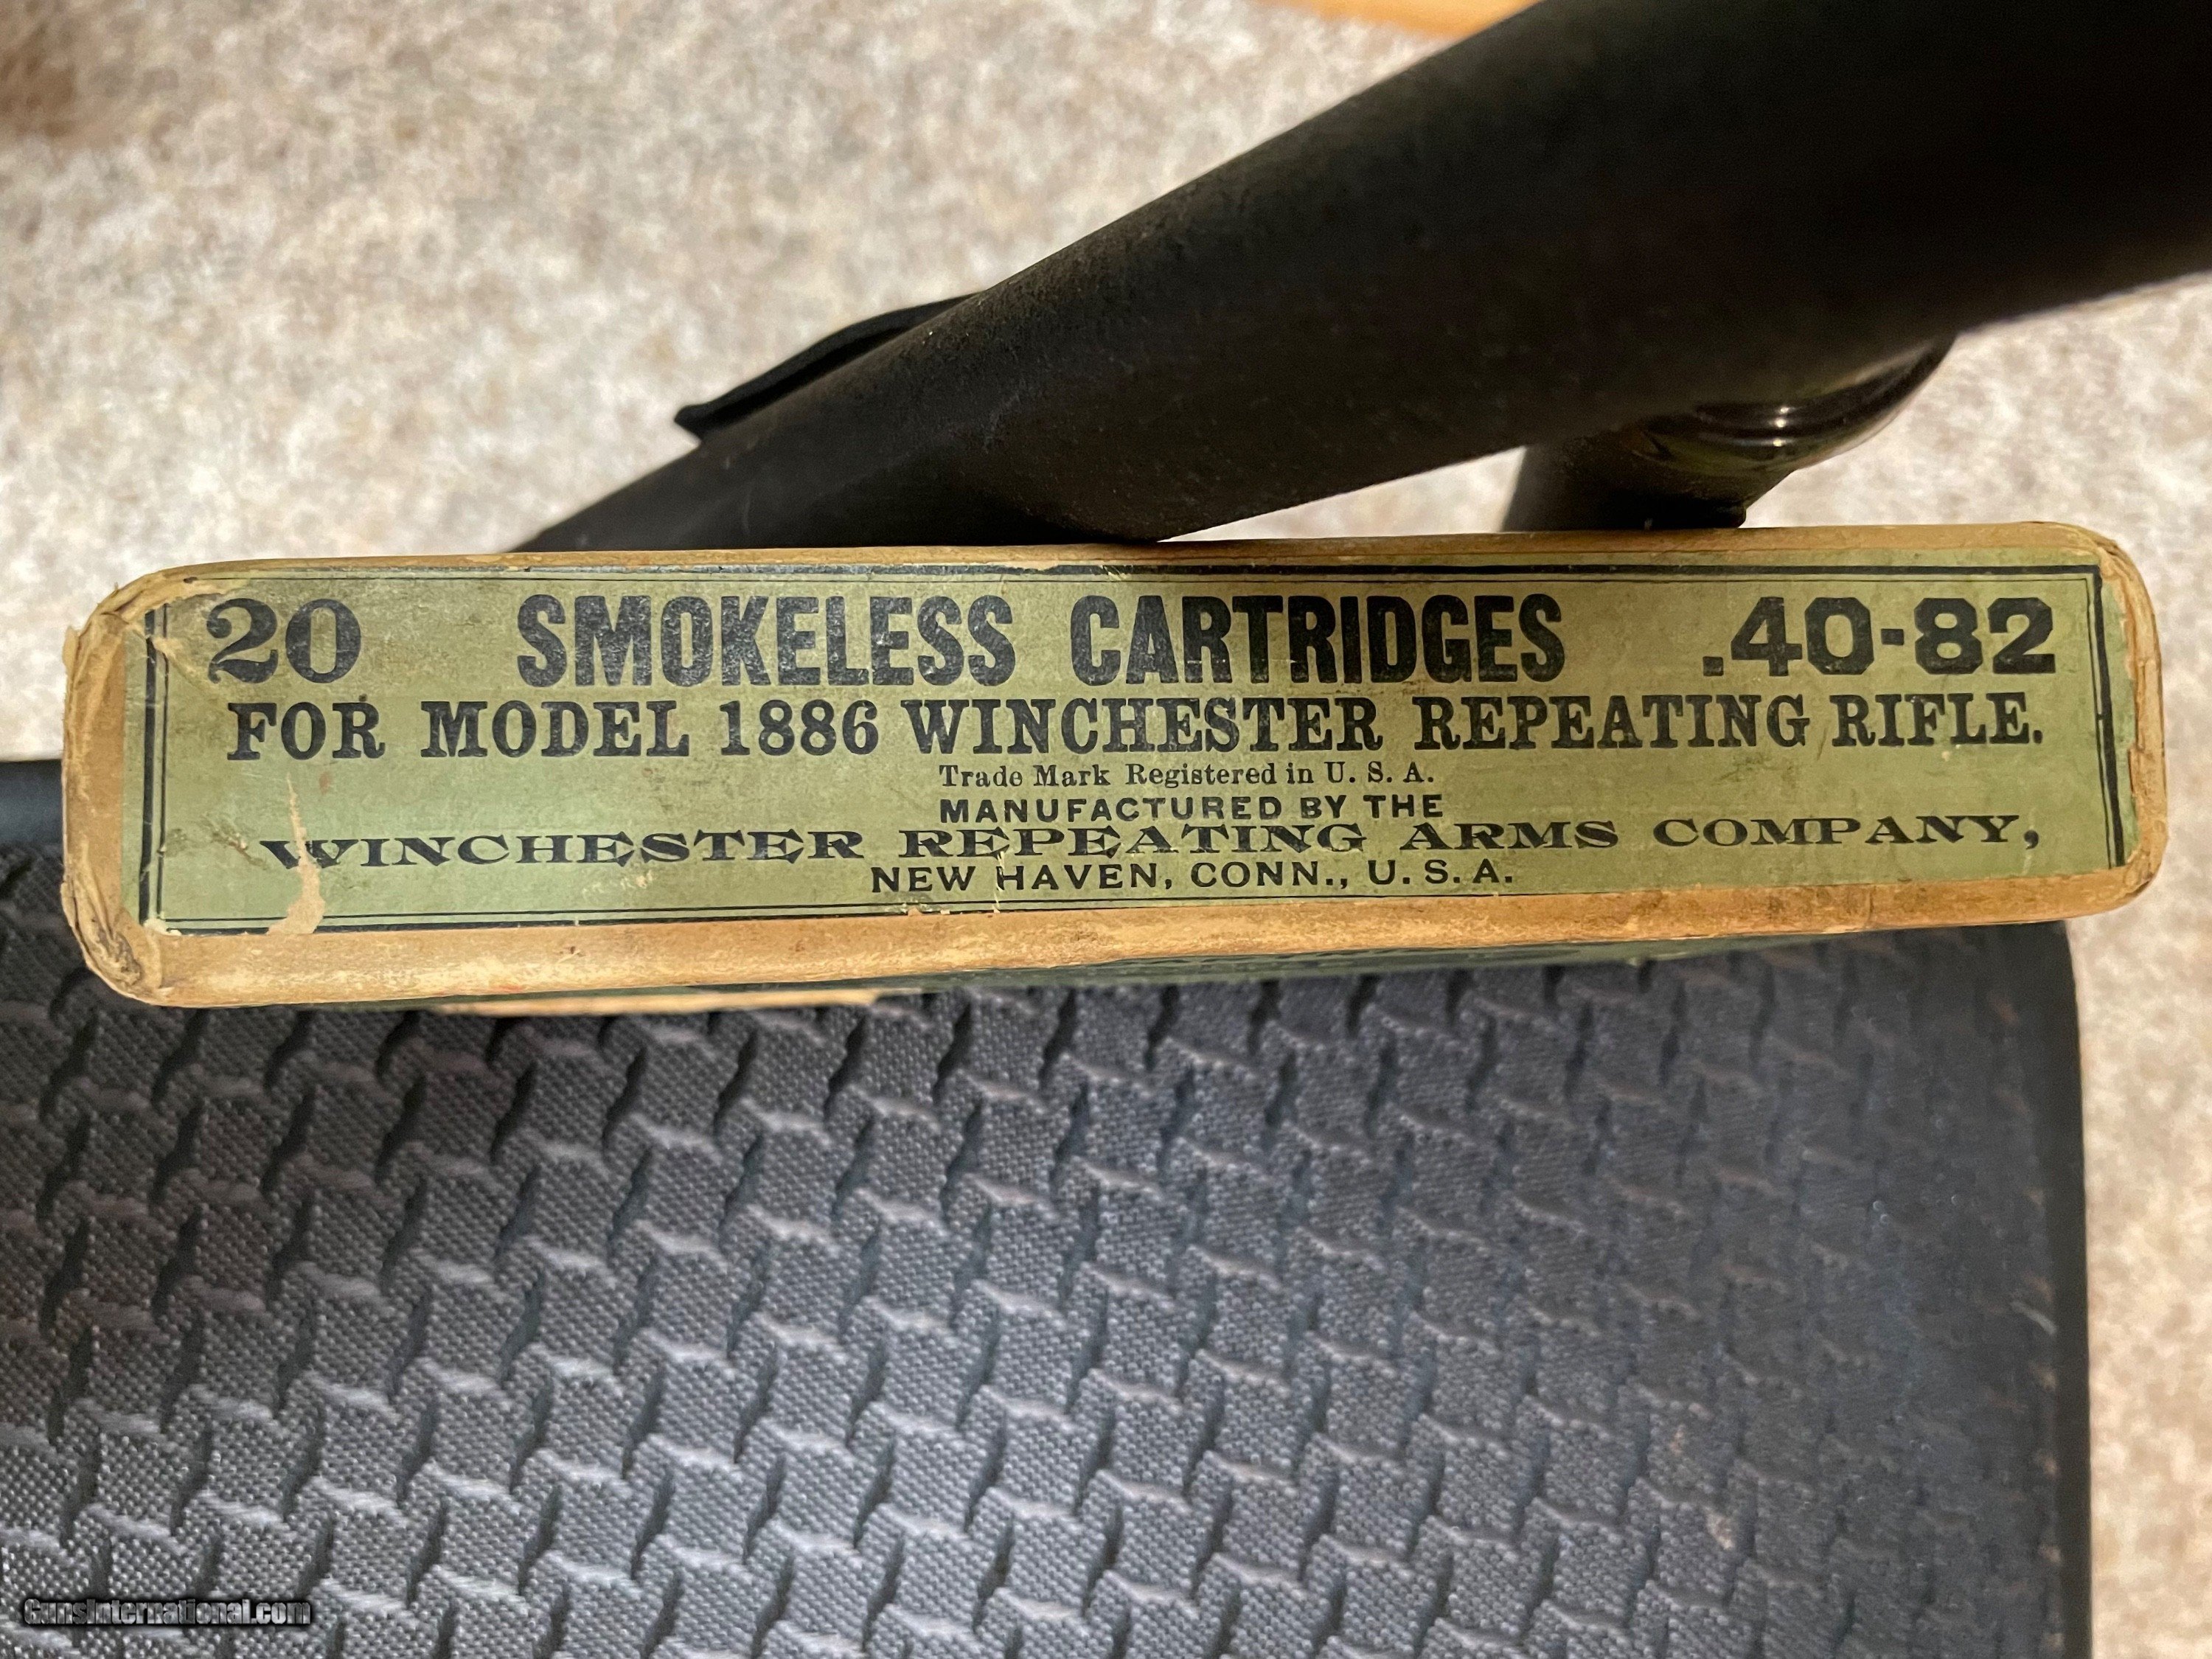 20 SMOKELESS CARTRIDGES .40-82
FOR MODEL 1886 WINCHESTER REPEATING RIFLE.
Trade Mark Registered in U. S. A.
MANUFACTURED BY THE
WINCHESTER REPEATING ARMS COMPANY,
NEW HAVEN, CONN., U. S. A.
GunsInternational.com